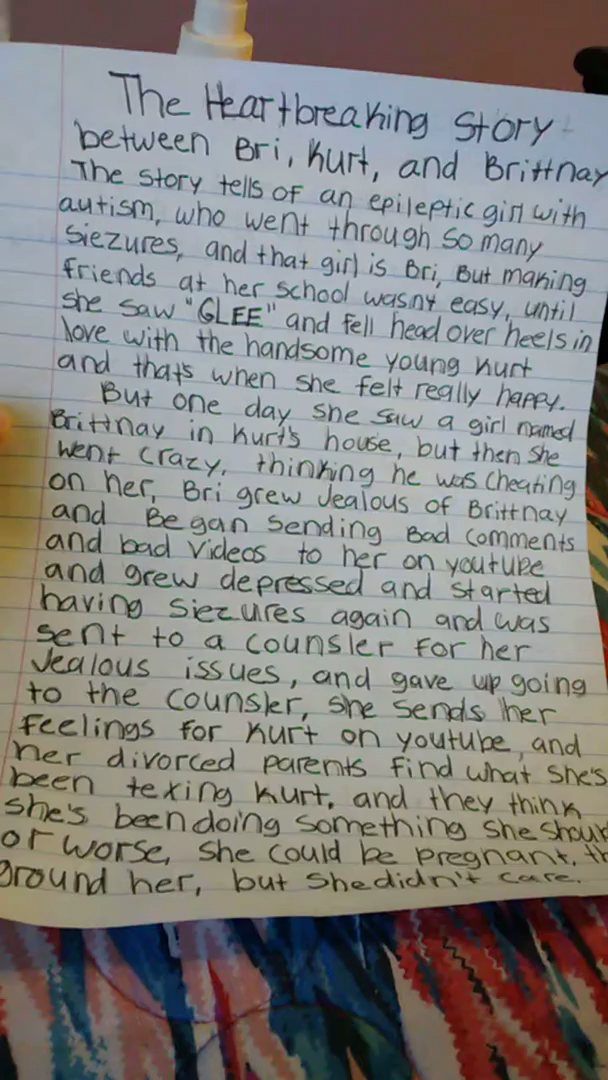 The Heartbreaking Story
between Bri, Kurt, and Brittnay
The story tells of an epileptic girl with
autism, who went through so many
siezures, and that girl is Bri, But making
friends at her school wasn't easy, until
she saw "GLEE" and fell head over heels in
love with the handsome young Kurt
and that's when she felt really happy.
But one day she saw a girl named
Brittnay in Kurt's house, but then she
went crazy, thinking he was cheating
on her, Bri grew Jealous of Brittnay
and Began sending Bad comments
and bad videos to her on youtube
and grew depressed and started
having siezures again and was
sent to a counsler for her
Jealous issues, and gave up going
to the counsler, she sends her
feelings for Kurt on youtube, and
her divorced parents find what she's
been texing Kurt, and they think
she's been doing something she
or worse, she could be pregnant,
ground her, but she didn't care.